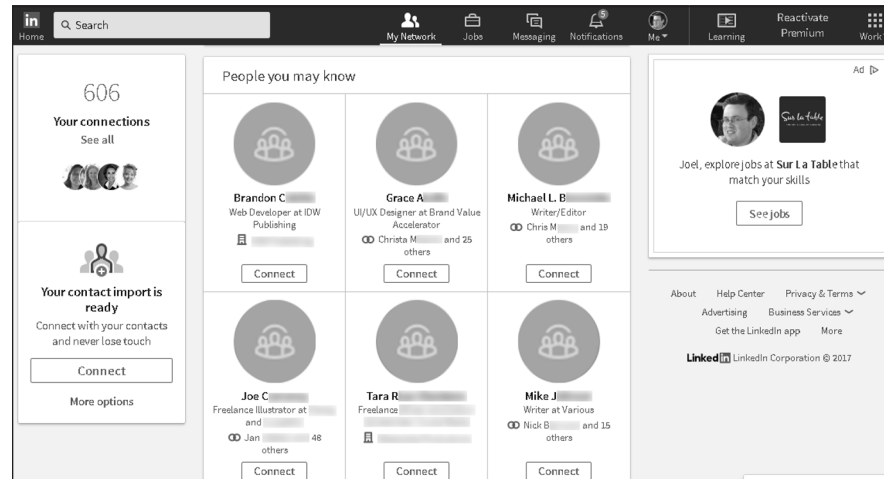 in
Home
Search
My Network
Jobs
Messaging
5
Notifications
Me
Learning
Reactivate
Premium
Work
606
Your connections
See all
Your contact import is
ready
Connect with your contacts
and never lose touch
Connect
More options
People you may know
Brandon C
Web Developer at IDW
Publishing
Connect
Grace A
UI/UX Designer at Brand Value
Accelerator
Christa M and 25
others
Connect
Michael L. B
Writer/Editor
Chris M and 19
others
Connect
Joe C
Freelance Illustrator at
and
Jan 48
others
Connect
Tara R
Freelance
Connect
Mike J
Writer at Various
Nick B and 15
others
Connect
Ad
Sur la table
Joel, explore jobs at Sur La Table that
match your skills
See jobs
About Help Center Privacy & Terms
Advertising Business Services
Get the LinkedIn app More
Linked in LinkedIn Corporation © 2017